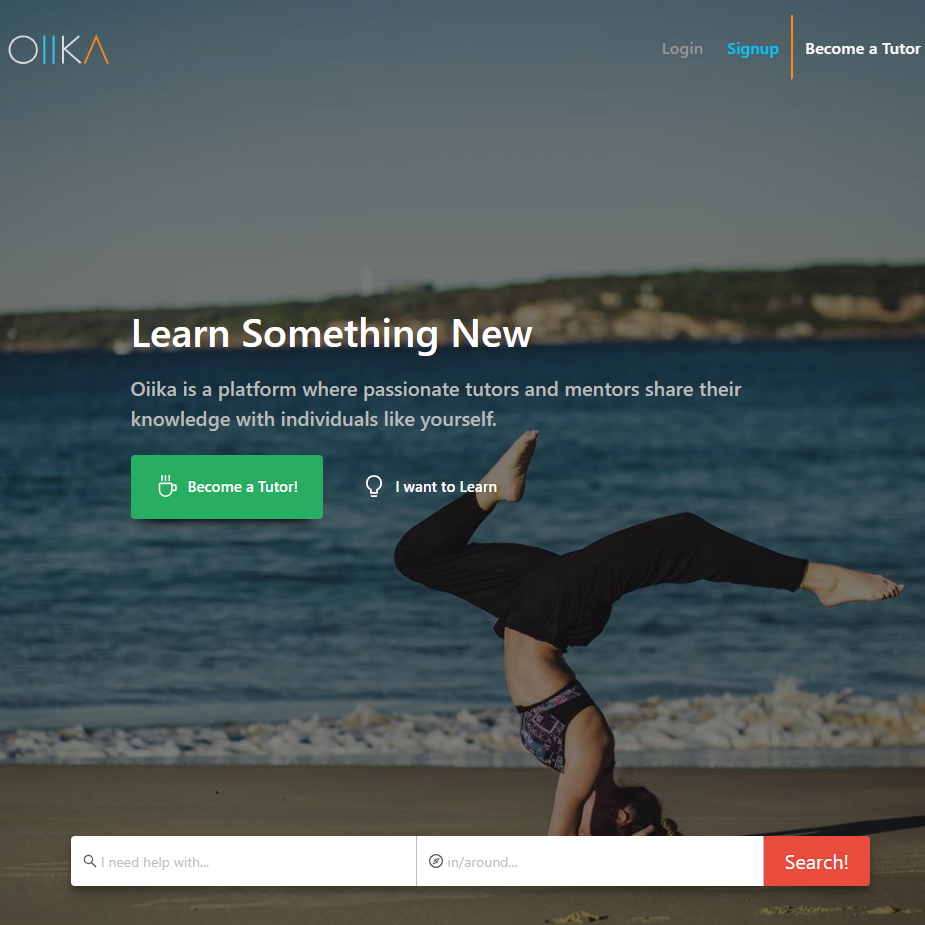 OIIKA
Login Signup Become a Tutor
Learn Something New
Oiika is a platform where passionate tutors and mentors share their
knowledge with individuals like yourself.
Become a Tutor! I want to Learn
I need help with... in/around... Search!